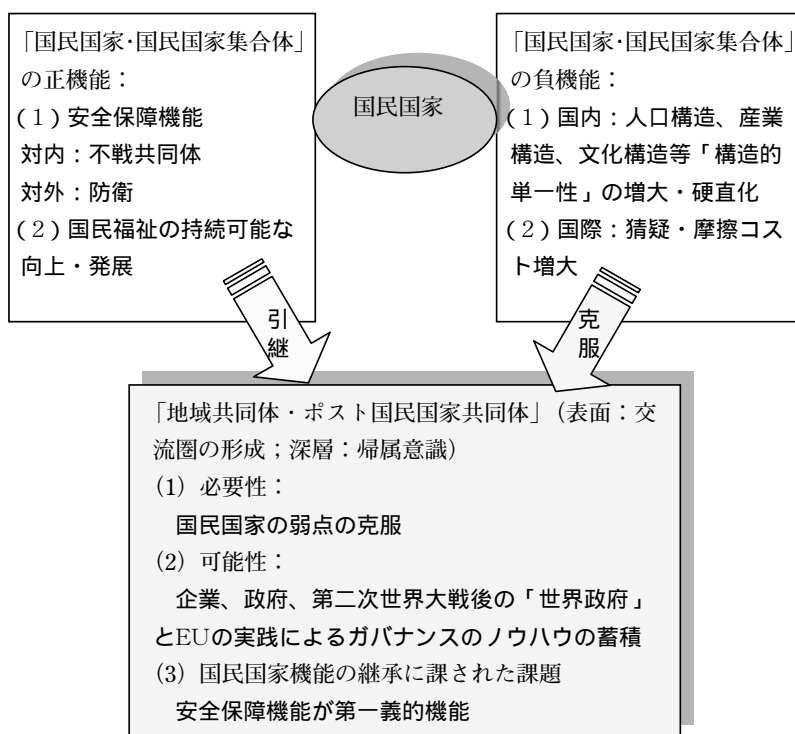 「国民国家･国民国家集合体」
の正機能：
(１) 安全保障機能
対内：不戦共同体
対外：防衛
(２) 国民福祉の持続可能な
向上・発展
国民国家
「国民国家･国民国家集合体」
の負機能：
(１) 国内：人口構造、産業
構造、文化構造等「構造的
単一性」の増大・硬直化
(２) 国際：猜疑・摩擦コス
ト増大
引
継
克
服
「地域共同体・ポスト国民国家共同体」（表面：交
流圏の形成；深層：帰属意識）
(1) 必要性：
国民国家の弱点の克服
(2) 可能性：
企業、政府、第二次世界大戦後の「世界政府」
とEUの実践によるガバナンスのノウハウの蓄積
(3) 国民国家機能の継承に課された課題
安全保障機能が第一義的機能